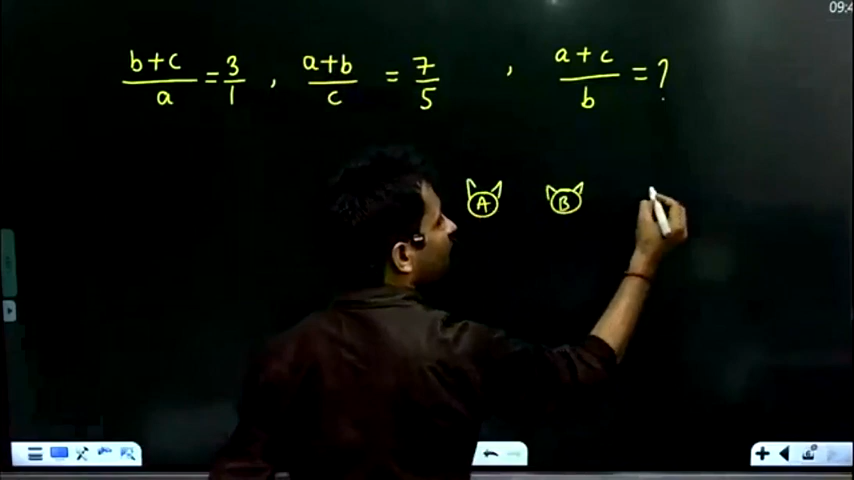 09:4
b+c/a = 3/1 , a+b/c = 7/5 , a+c/b = ?
A B